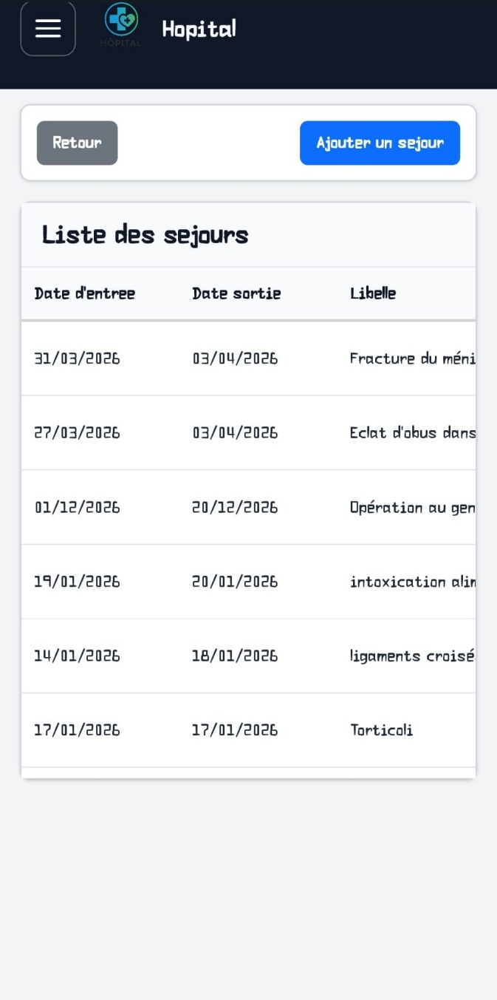 HÔPITAL
Hopital
Retour
Ajouter un sejour
Liste des sejours
Date d'entree Date sortie Libelle
31/03/2026 03/04/2026 Fracture du méni
27/03/2026 03/04/2026 Eclat d'obus dans
01/12/2026 20/12/2026 Opération au gen
19/01/2026 20/01/2026 intoxication alim
14/01/2026 18/01/2026 ligaments croisé
17/01/2026 17/01/2026 Torticoli